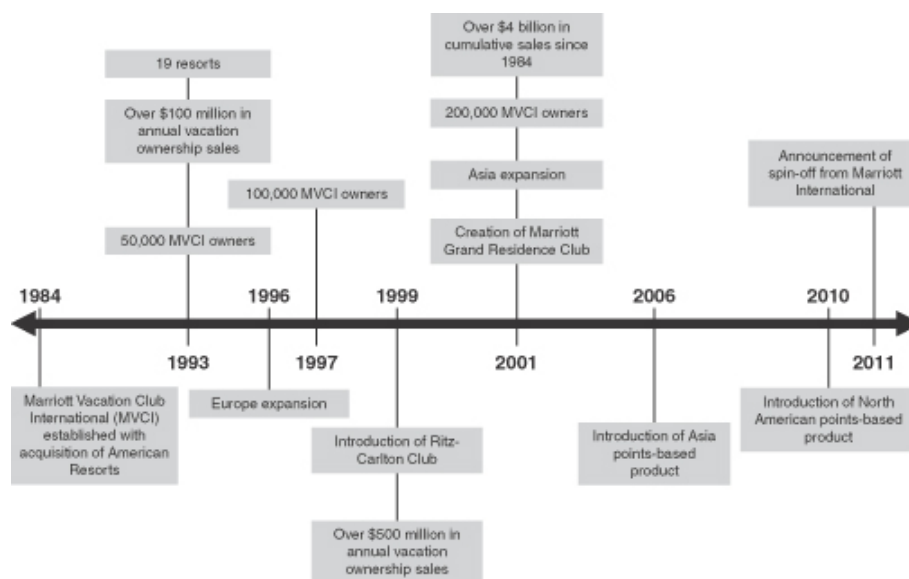 19 resorts
Over $100 million in
annual vacation
ownership sales
50,000 MVCI owners
100,000 MVCI owners
Over $4 billion in
cumulative sales since
1984
200,000 MVCI owners
Asia expansion
Creation of Marriott
Grand Residence Club
Announcement of
spin-off from Marriott
International
1984
1996
1999
2006
2010
1993
1997
2001
2011
Marriott Vacation Club
International (MVCI)
established with
acquisition of American
Resorts
Europe expansion
Introduction of Ritz-
Carlton Club
Over $500 million in
annual vacation
ownership sales
Introduction of Asia
points-based
product
Introduction of North
American points-based
product